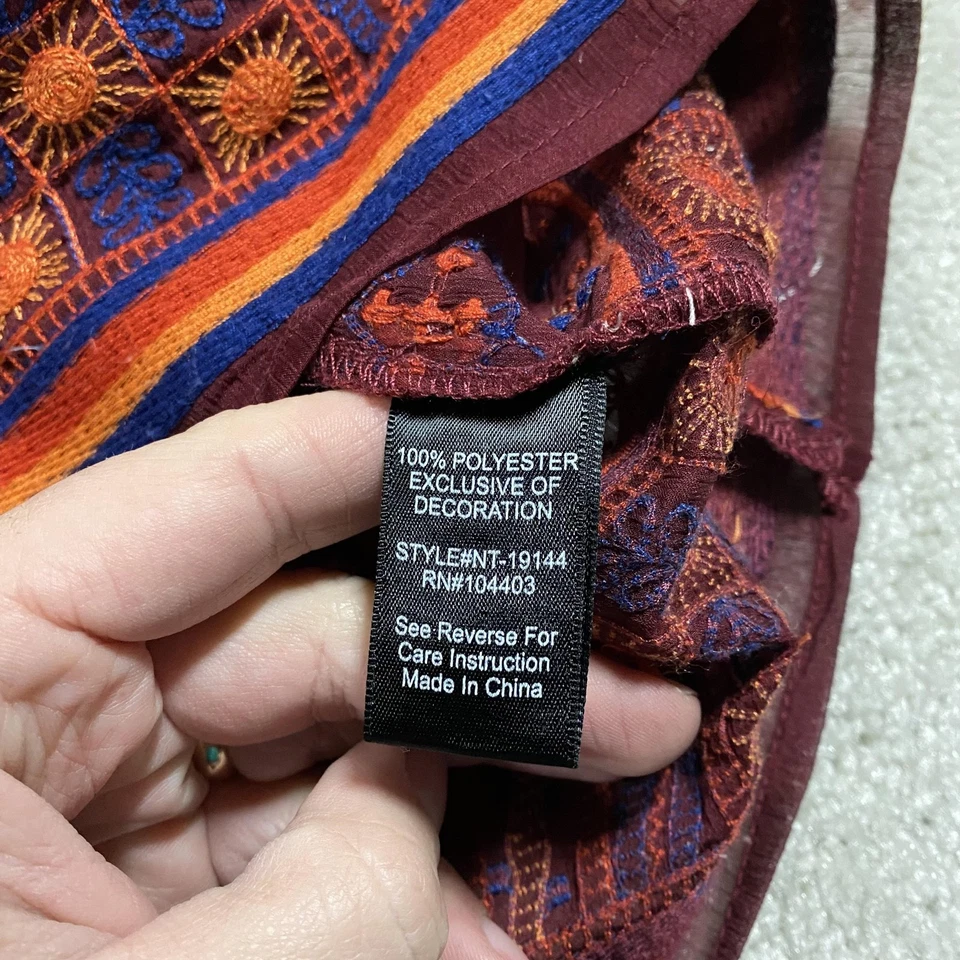 100% POLYESTER
EXCLUSIVE OF
DECORATION
STYLE#NT-19144
RN#104403
See Reverse For
Care Instruction
Made In China